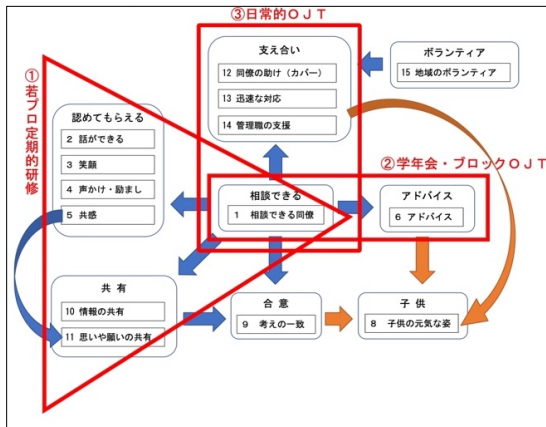 ③日常的ＯＪＴ
①若プロ定期的研修
支え合い
12 同僚の助け（カバー）
13 迅速な対応
14 管理職の支援
ボランティア
15 地域のボランティア
認めてもらえる
2 話ができる
3 笑顔
4 声かけ・励まし
5 共感
②学年会・ブロックＯＪＴ
相談できる
1 相談できる同僚
アドバイス
6 アドバイス
共 有
10 情報の共有
11 思いや願いの共有
合 意
9 考えの一致
子 供
8 子供の元気な姿